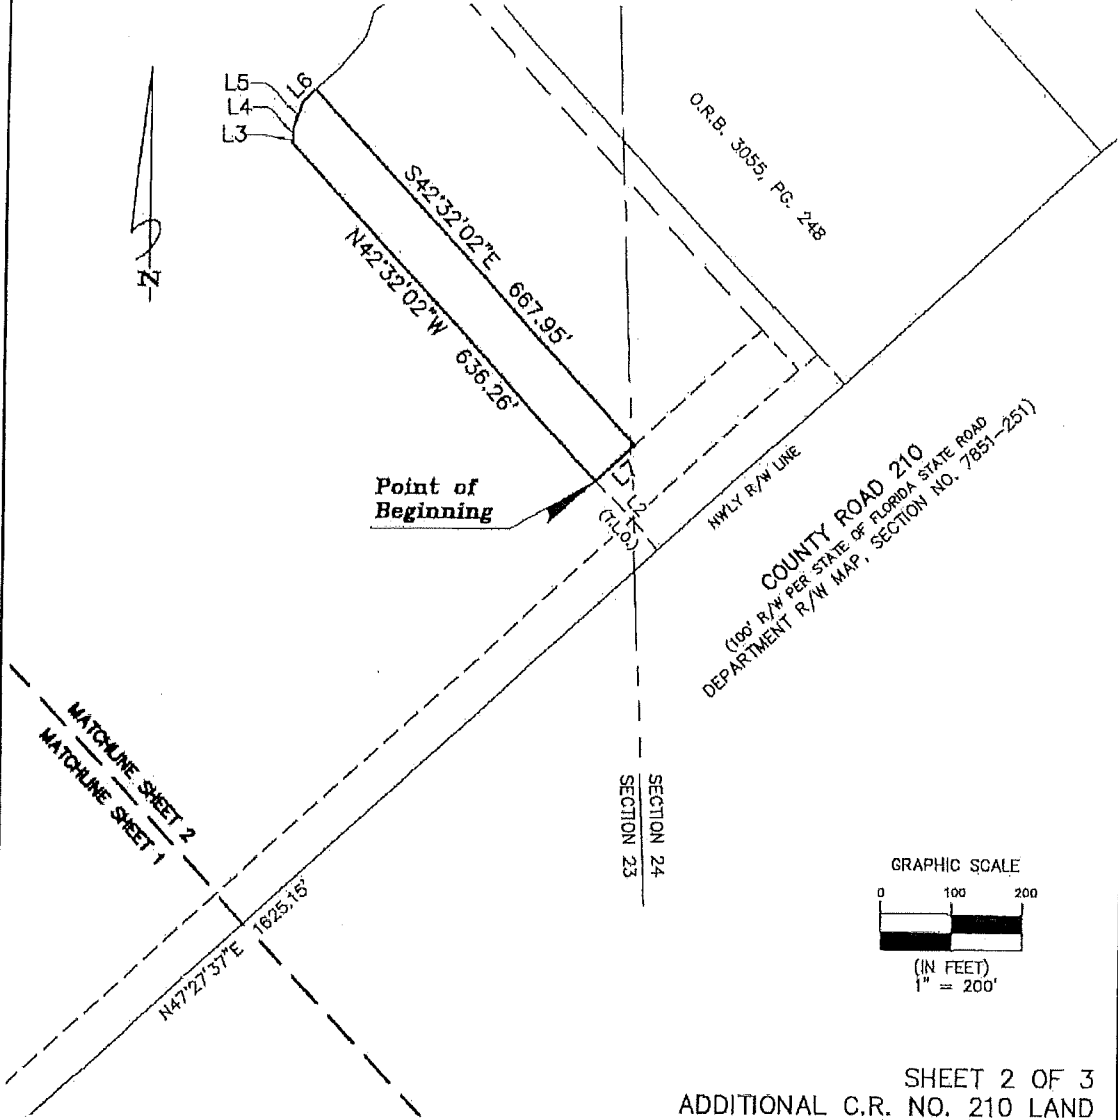 L5
L6
L4
L3
O.R.B. 3055, PG. 248
S42°32'02"E 667.95'
N42°32'02"W 636.26'
N
Point of
Beginning
L7
L2
(T.L.O.)
NWLY R/W LINE
COUNTY ROAD 210
(100' R/W PER STATE OF FLORIDA STATE ROAD
DEPARTMENT R/W MAP, SECTION NO. 7851-251)
MATCHLINE SHEET 2
MATCHLINE SHEET 1
SECTION 24
SECTION 23
N47°27'37"E 1625.15'
GRAPHIC SCALE
0 100 200
(IN FEET)
1" = 200'
SHEET 2 OF 3
ADDITIONAL C.R. NO. 210 LAND